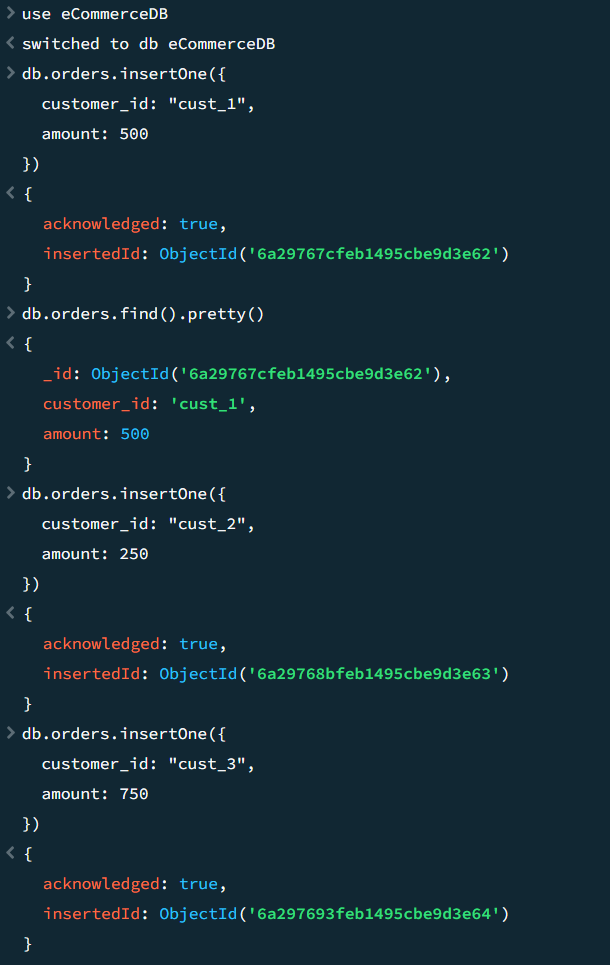 > use eCommerceDB
< switched to db eCommerceDB
> db.orders.insertOne({
    customer_id: "cust_1",
    amount: 500
  })
< {
    acknowledged: true,
    insertedId: ObjectId('6a29767cfeb1495cbe9d3e62')
  }
> db.orders.find().pretty()
< {
    _id: ObjectId('6a29767cfeb1495cbe9d3e62'),
    customer_id: 'cust_1',
    amount: 500
  }
> db.orders.insertOne({
    customer_id: "cust_2",
    amount: 250
  })
< {
    acknowledged: true,
    insertedId: ObjectId('6a29768bfeb1495cbe9d3e63')
  }
> db.orders.insertOne({
    customer_id: "cust_3",
    amount: 750
  })
< {
    acknowledged: true,
    insertedId: ObjectId('6a297693feb1495cbe9d3e64')
  }